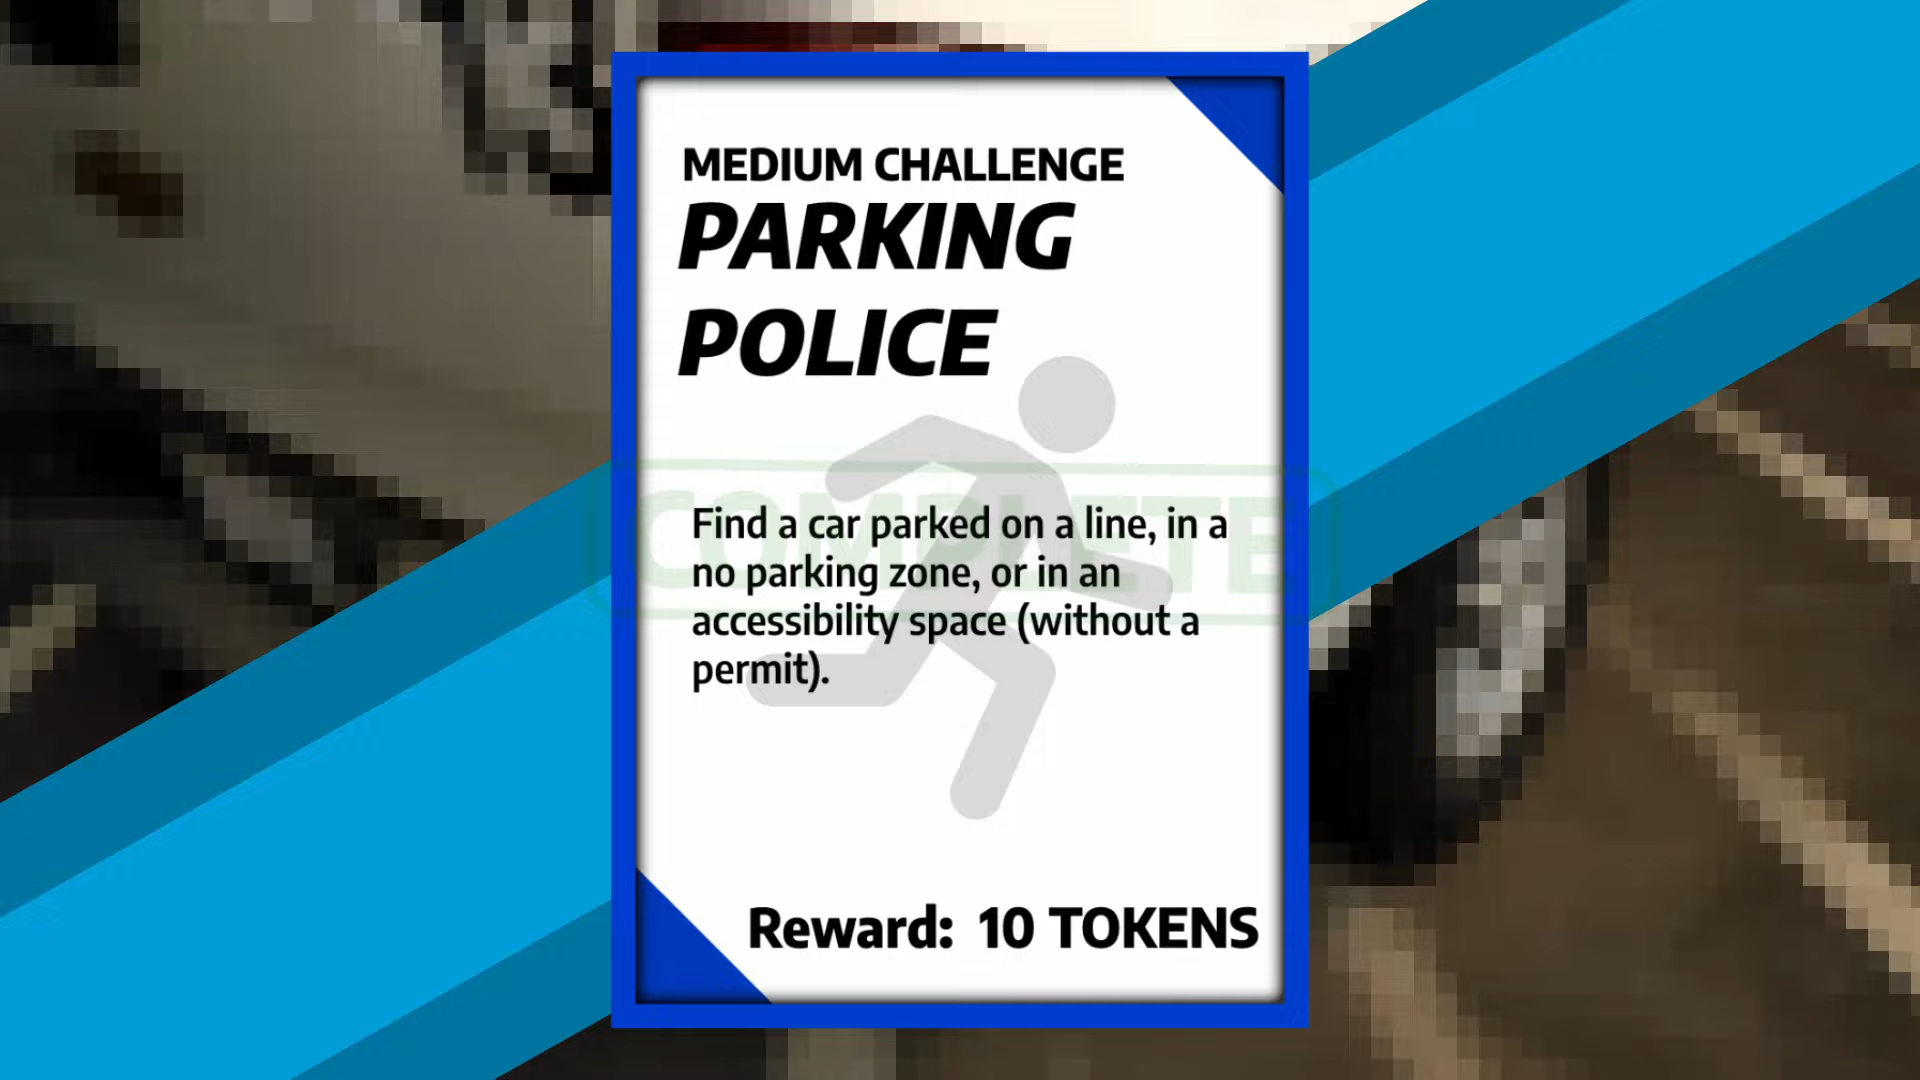 MEDIUM CHALLENGE
PARKING
POLICE
COMPLETE
Find a car parked on a line, in a
no parking zone, or in an
accessibility space (without a
permit).
Reward: 10 TOKENS